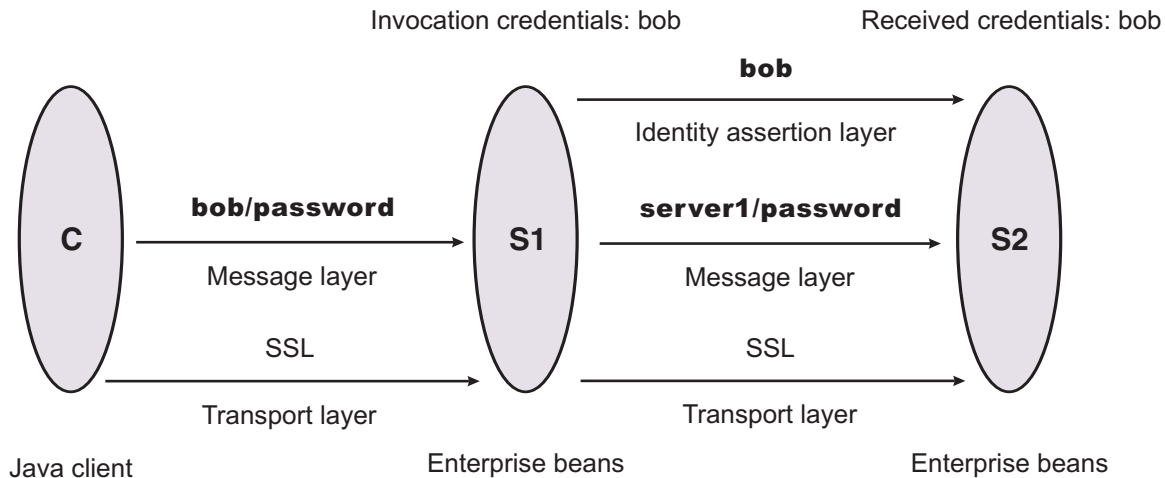 Invocation credentials: bob
Received credentials: bob
bob
Identity assertion layer
bob/password
server1/password
C
S1
S2
Message layer
Message layer
SSL
SSL
Transport layer
Transport layer
Java client
Enterprise beans
Enterprise beans